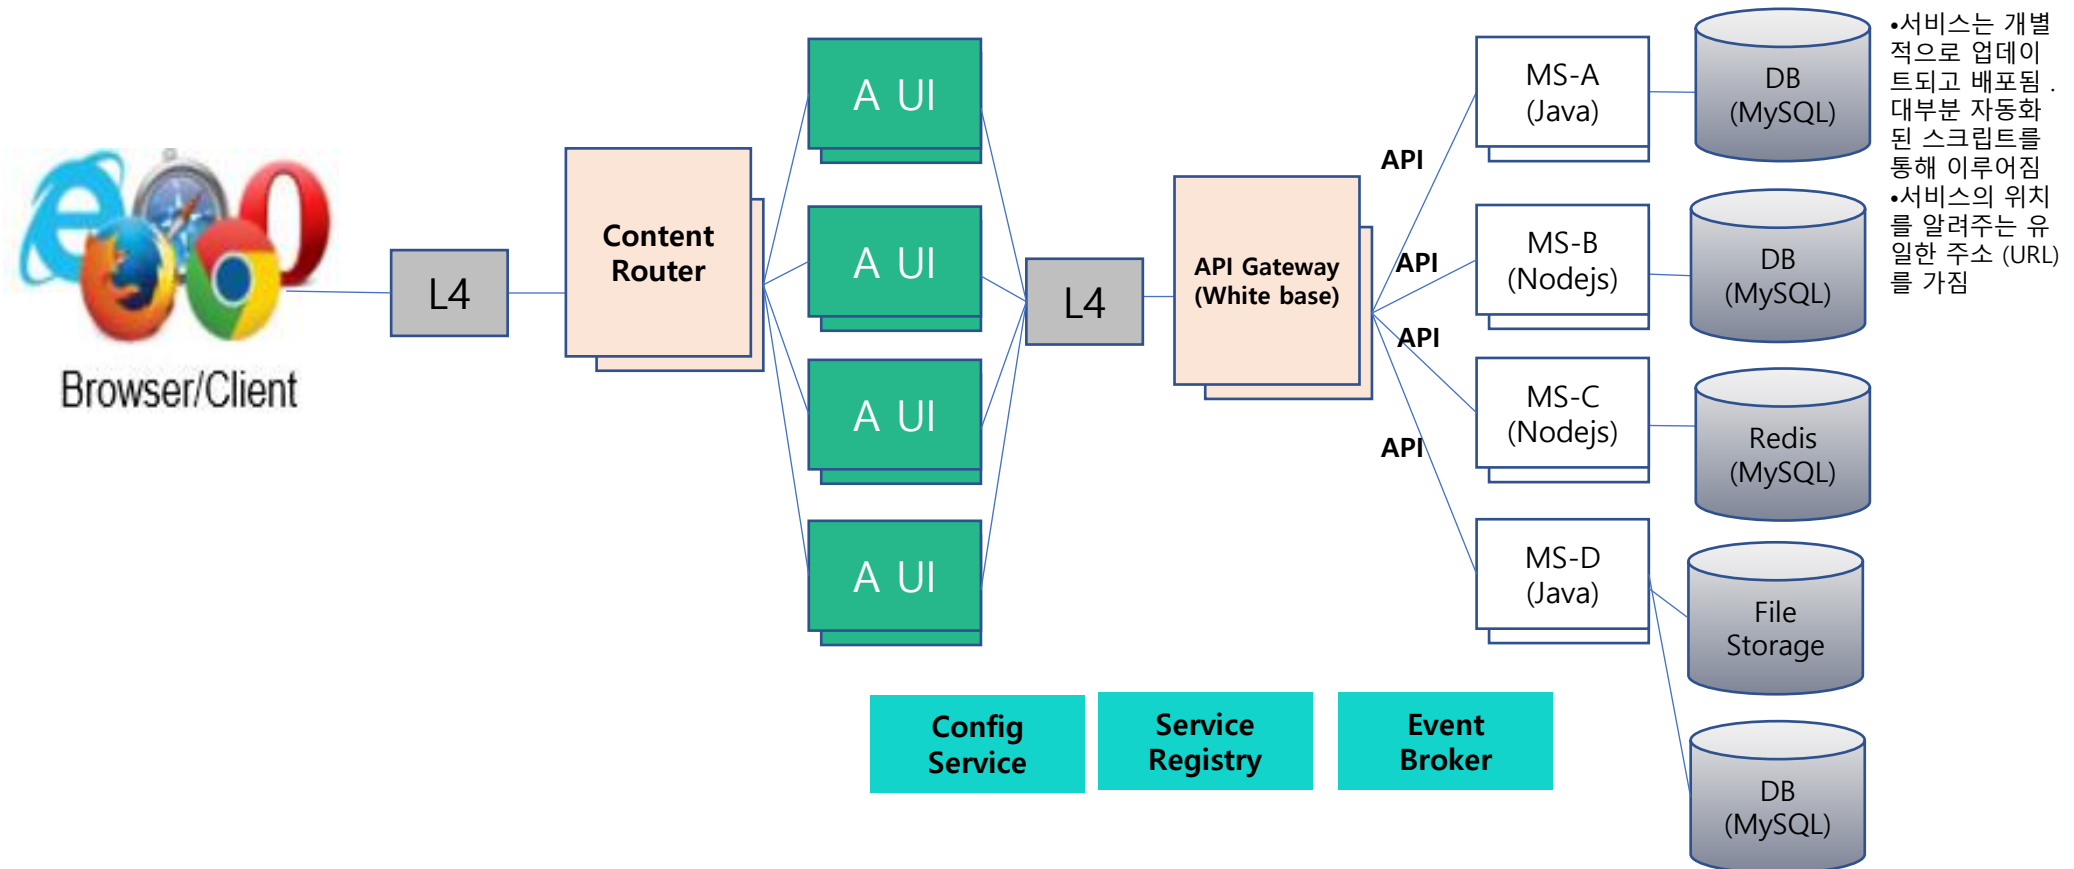 Browser/Client
L4
Content
Router
A UI
A UI
A UI
A UI
L4
API Gateway
(White base)
API
API
API
API
MS-A
(Java)
MS-B
(Nodejs)
MS-C
(Nodejs)
MS-D
(Java)
DB
(MySQL)
DB
(MySQL)
Redis
(MySQL)
File
Storage
DB
(MySQL)
Config
Service
Service
Registry
Event
Broker
•서비스는 개별
적으로 업데이
트되고 배포됨 .
대부분 자동화
된 스크립트를
통해 이루어짐
•서비스의 위치
를 알려주는 유
일한 주소 (URL)
를 가짐